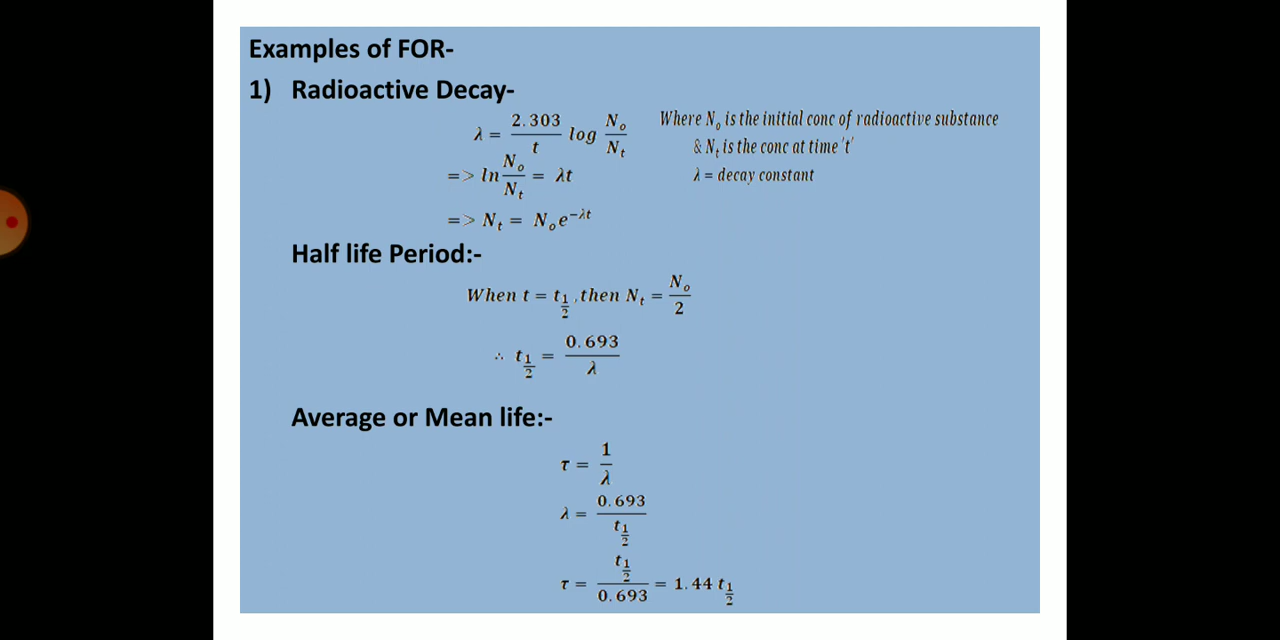 Examples of FOR-
1) Radioactive Decay-
λ = 2.303/t log N₀/Nₜ Where N₀ is the initial conc of radioactive substance
& Nₜ is the conc at time 't'
=> ln N₀/Nₜ = λt λ = decay constant
=> Nₜ = N₀e^−λt
Half life Period:-
When t = t1/2 ,then Nₜ = N₀/2
∴ t1/2 = 0.693/λ
Average or Mean life:-
τ = 1/λ
λ = 0.693/t1/2
τ = t1/2/0.693 = 1.44 t1/2